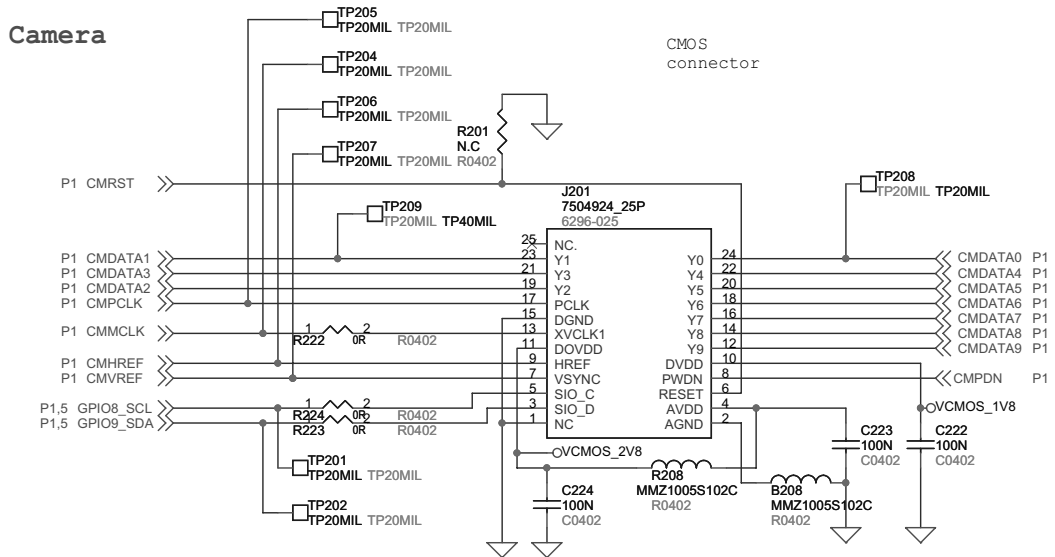 Camera
CMOS
connector
TP205
TP20MIL TP20MIL
TP204
TP20MIL TP20MIL
TP206
TP20MIL TP20MIL
TP207
TP20MIL TP20MIL
R201
N.C
R0402
P1 CMRST
TP208
TP20MIL TP20MIL
TP209
TP20MIL TP40MIL
J201
7504924_25P
6296-025
25 NC.
P1 CMDATA1 23 Y1
Y0 24 CMDATA0 P1
P1 CMDATA3 21 Y3
Y4 22 CMDATA4 P1
P1 CMDATA2 19 Y2
Y5 20 CMDATA5 P1
P1 CMPCLK 17 PCLK
Y6 18 CMDATA6 P1
15 DGND
Y7 16 CMDATA7 P1
P1 CMMCLK 1 2 13 XVCLK1
R222 0R R0402
Y8 14 CMDATA8 P1
11 DOVDD
Y9 12 CMDATA9 P1
P1 CMHREF 9 HREF
DVDD 10
P1 CMVREF 7 VSYNC
PWDN 8 CMPDN P1
5 SIO_C
RESET 6
P1,5 GPIO8_SCL 1 2
R224 0R R0402
3 SIO_D
AVDD 4
P1,5 GPIO9_SDA 1 2
R223 0R R0402
1 NC
AGND 2
VCMOS_1V8
VCMOS_2V8
C223
100N
C0402
C222
100N
C0402
TP201
TP20MIL TP20MIL
TP202
TP20MIL TP20MIL
C224
100N
C0402
R208
MMZ1005S102C
R0402
B208
MMZ1005S102C
R0402